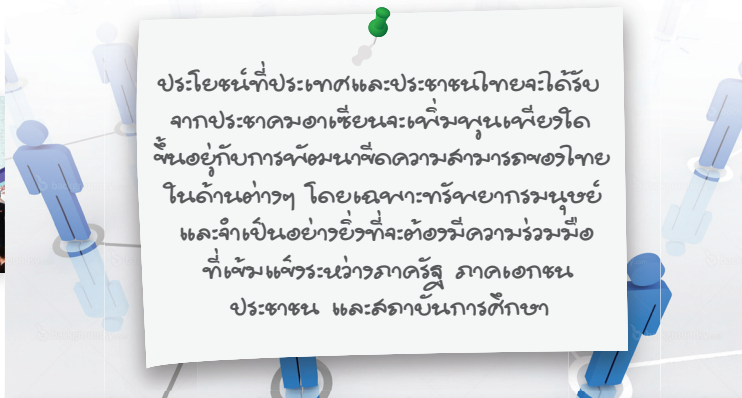 ประโยชน์ที่ประเทศและประชาชนไทยจะได้รับ
จากประชาคมอาเซียนจะเพิ่มพูนเพียงใด
ขึ้นอยู่กับการพัฒนาขีดความสามารถของไทย
ในด้านต่างๆ โดยเฉพาะทรัพยากรมนุษย์
และจำเป็นอย่างยิ่งที่จะต้องมีความร่วมมือ
ที่เข้มแข็งระหว่างภาครัฐ ภาคเอกชน
ประชาชน และสถาบันการศึกษา